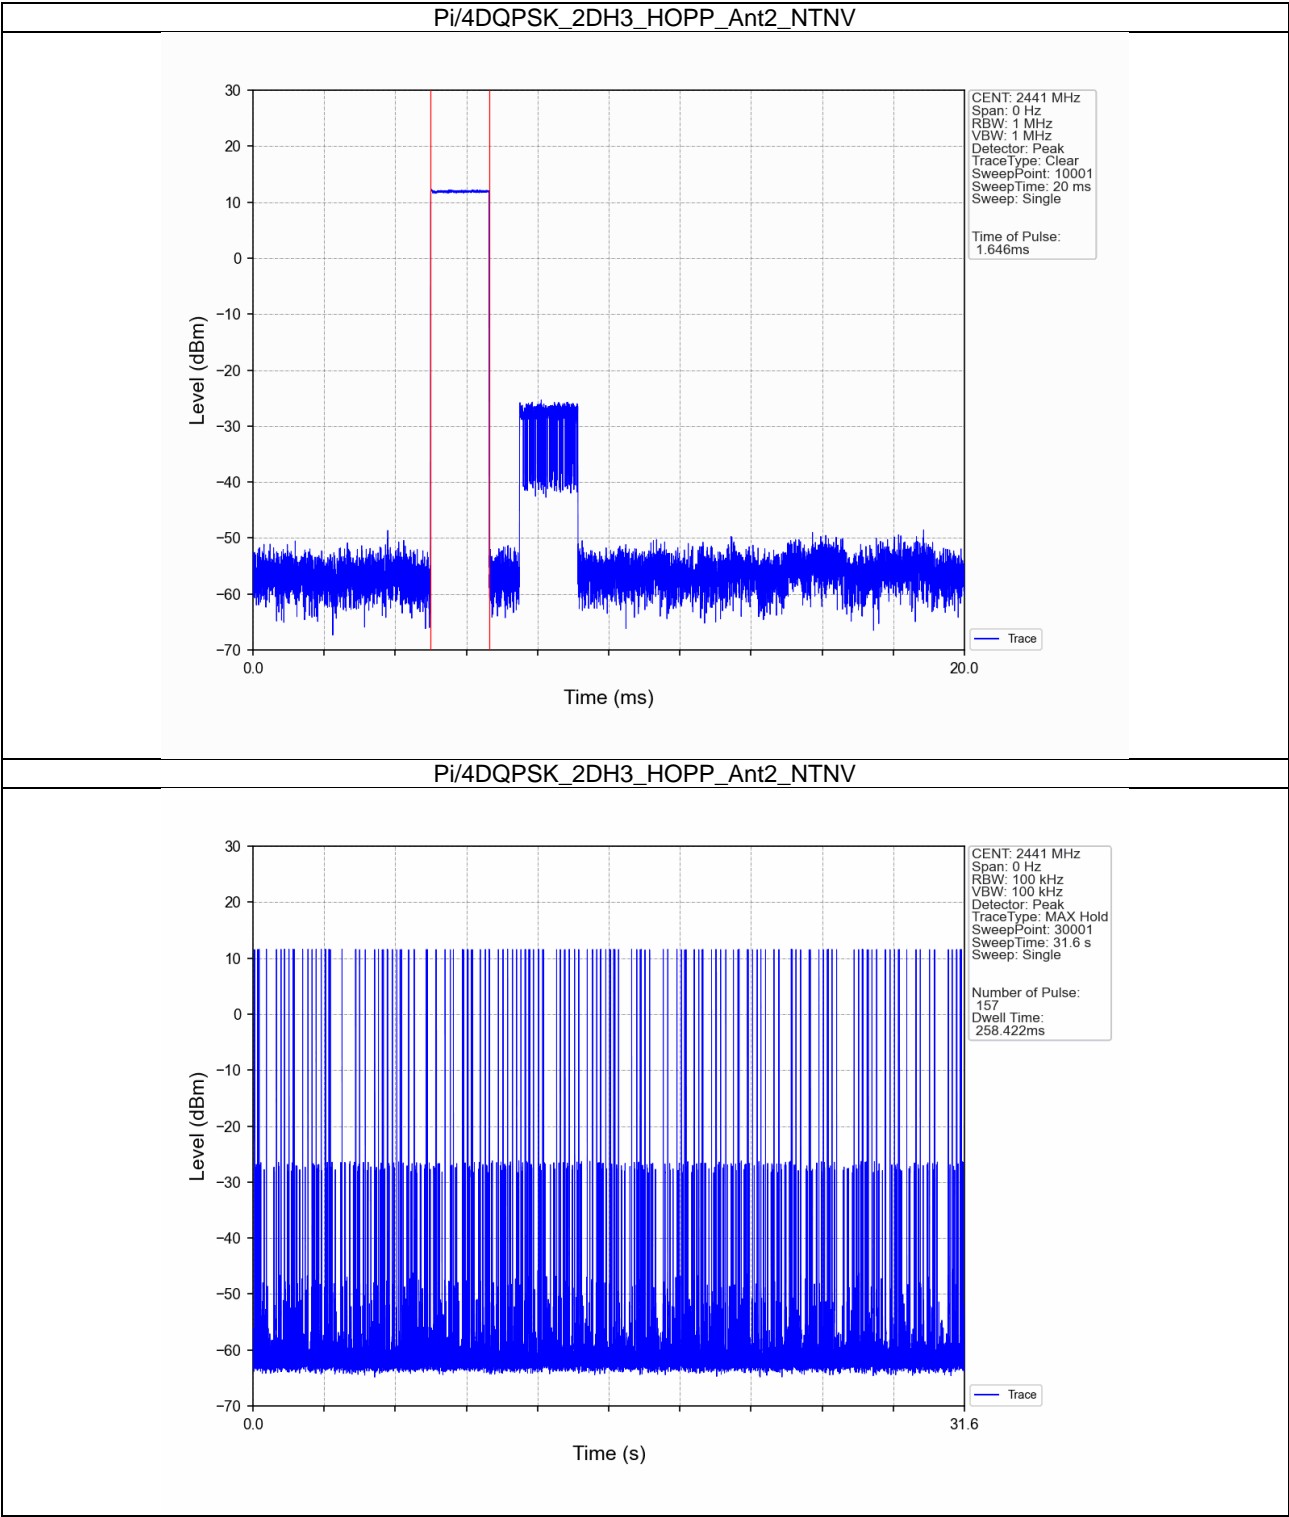 Pi/4DQPSK_2DH3_HOPP_Ant2_NTNV
30
20
10
0
−10
−20
−30
−40
−50
−60
−70
Level (dBm)
0.0
20.0
Time (ms)
CENT: 2441 MHz
Span: 0 Hz
RBW: 1 MHz
VBW: 1 MHz
Detector: Peak
TraceType: Clear
SweepPoint: 10001
SweepTime: 20 ms
Sweep: Single
Time of Pulse:
1.646ms
Trace
Pi/4DQPSK_2DH3_HOPP_Ant2_NTNV
30
20
10
0
−10
−20
−30
−40
−50
−60
−70
Level (dBm)
0.0
31.6
Time (s)
CENT: 2441 MHz
Span: 0 Hz
RBW: 100 kHz
VBW: 100 kHz
Detector: Peak
TraceType: MAX Hold
SweepPoint: 30001
SweepTime: 31.6 s
Sweep: Single
Number of Pulse:
157
Dwell Time:
258.422ms
Trace